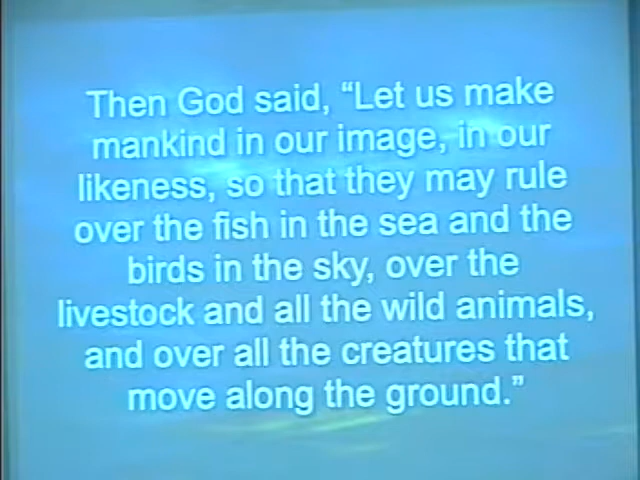 Then God said, “Let us make
mankind in our image, in our
likeness, so that they may rule
over the fish in the sea and the
birds in the sky, over the
livestock and all the wild animals,
and over all the creatures that
move along the ground.”